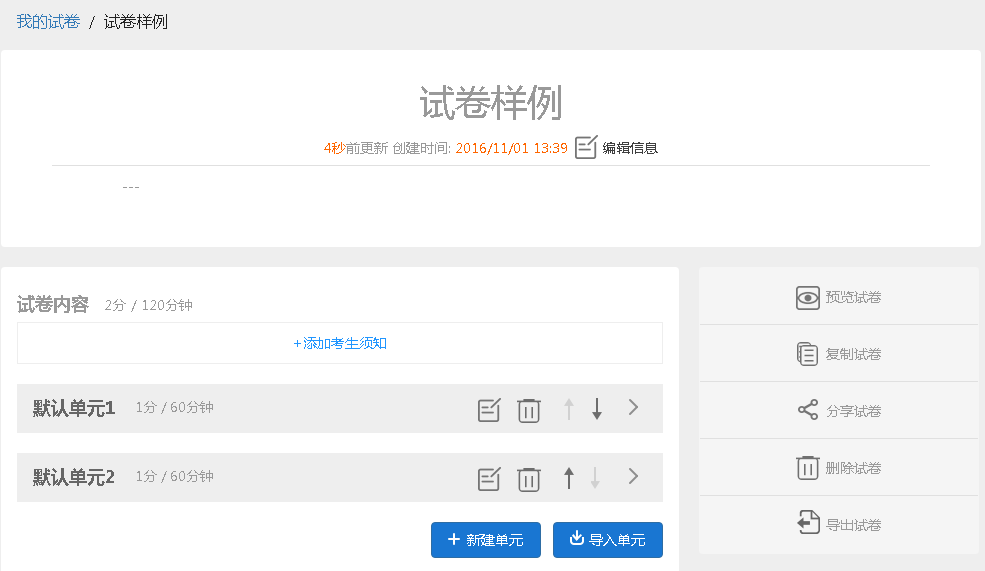 我的试卷 / 试卷样例
试卷样例
4秒前更新 创建时间: 2016/11/01 13:39 编辑信息
---
试卷内容 2分 / 120分钟
+添加考生须知
默认单元1 1分 / 60分钟
默认单元2 1分 / 60分钟
+ 新建单元 导入单元
预览试卷
复制试卷
分享试卷
删除试卷
导出试卷